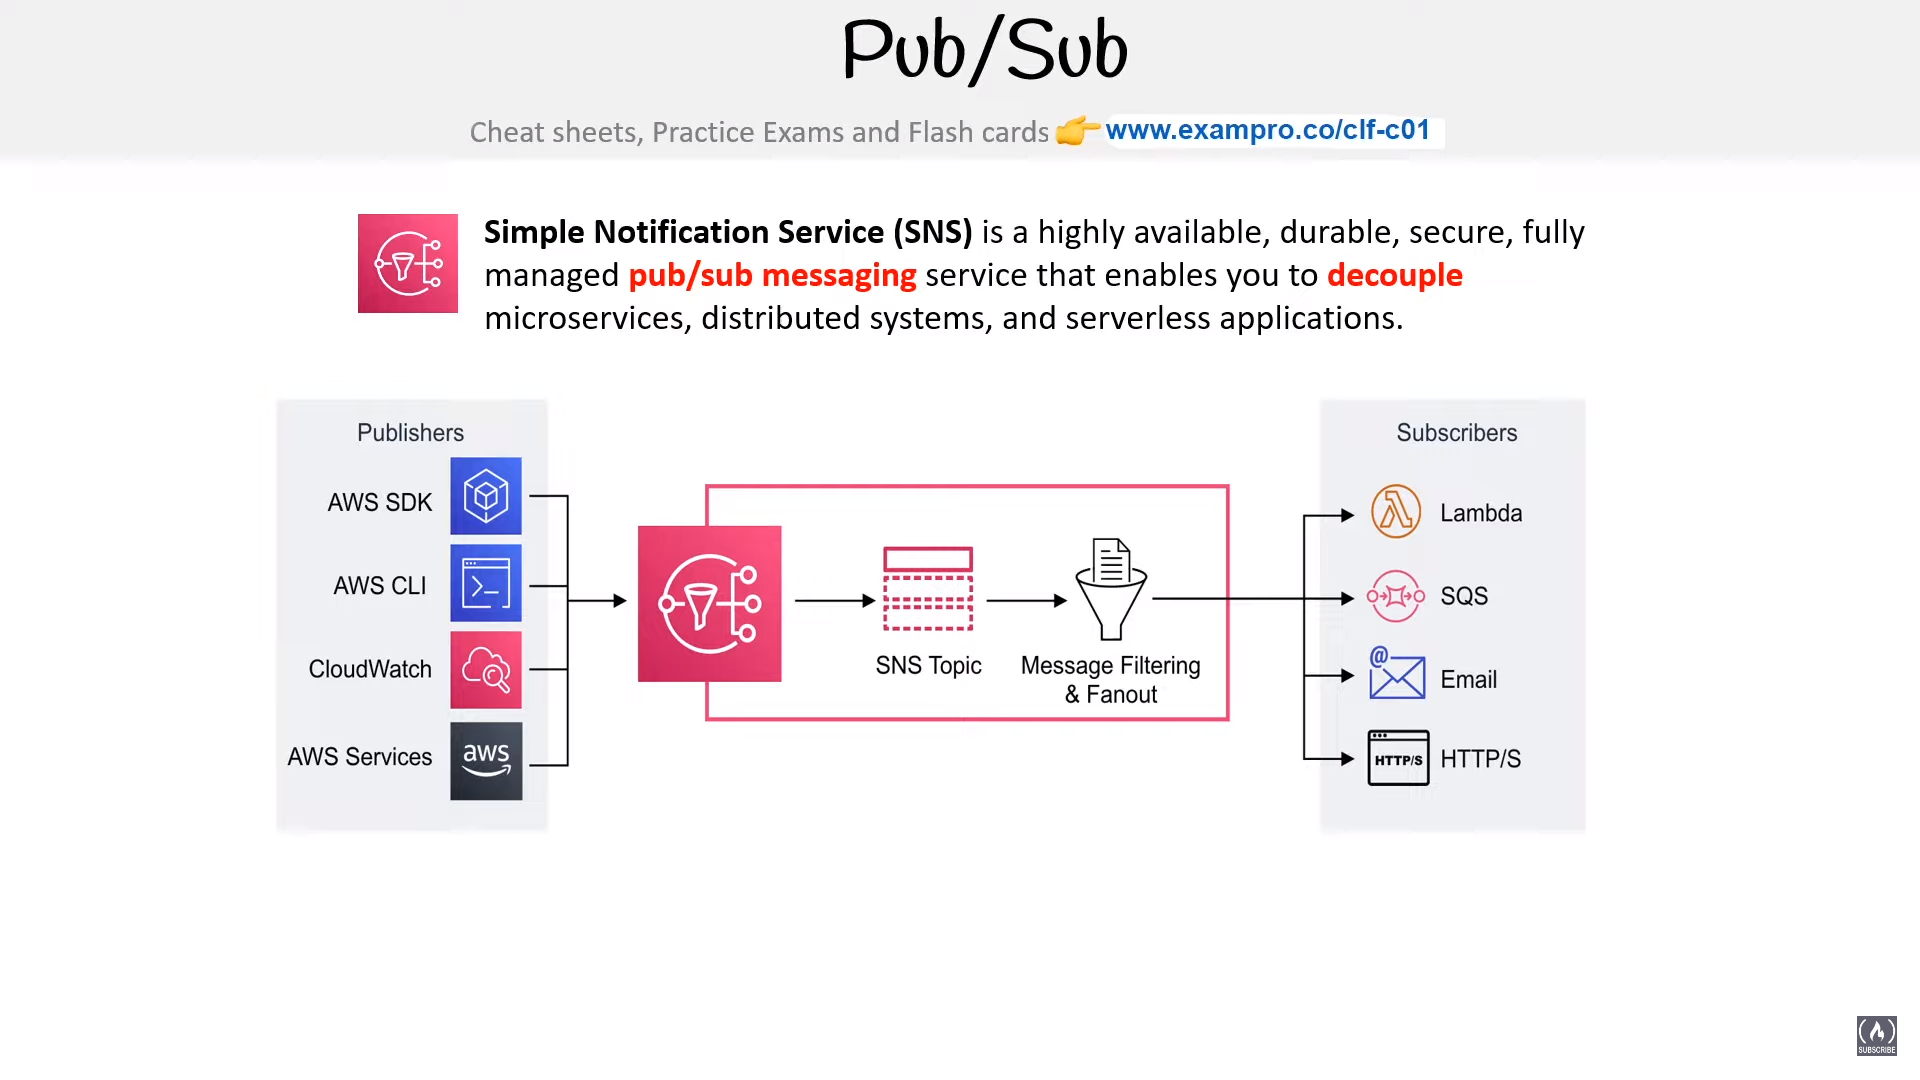 Pub/Sub
Cheat sheets, Practice Exams and Flash cards 👉 www.exampro.co/clf-c01
Simple Notification Service (SNS) is a highly available, durable, secure, fully
managed pub/sub messaging service that enables you to decouple
microservices, distributed systems, and serverless applications.
Publishers
AWS SDK
AWS CLI
CloudWatch
AWS Services
aws
SNS Topic
Message Filtering
& Fanout
Subscribers
Lambda
SQS
@
Email
HTTP/S
HTTP/S
SUBSCRIBE